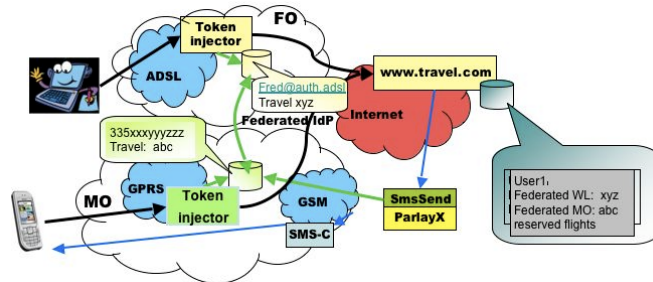 FO
Token
injector
ADSL
www.travel.com
Fred@auth.adsl
Travel xyz
Internet
Federated IdP
335xxxyyyzzz
Travel: abc
MO
GPRS
Token
injector
GSM
SMS-C
SmsSend
ParlayX
User1,
Federated WL: xyz
Federated MO: abc
reserved flights